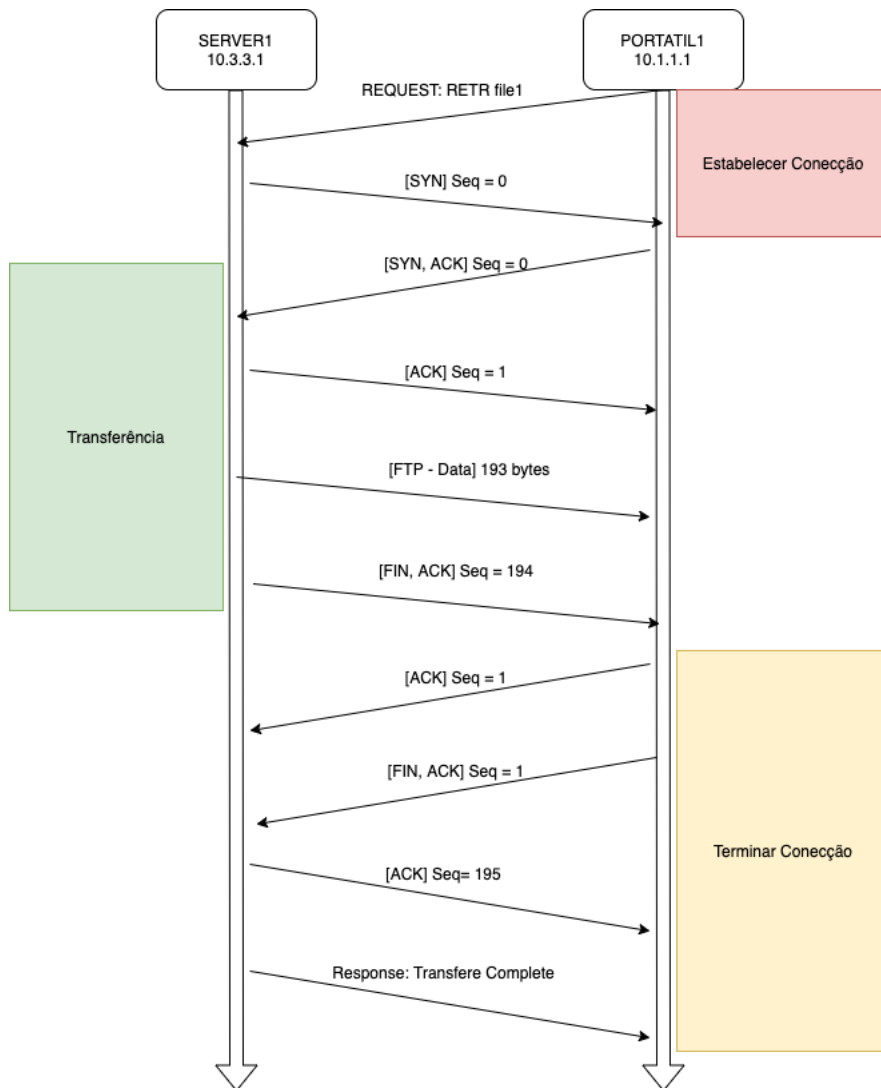 SERVER1
10.3.3.1
PORTATIL1
10.1.1.1
REQUEST: RETR file1
Estabelecer Conecção
[SYN] Seq = 0
[SYN, ACK] Seq = 0
[ACK] Seq = 1
Transferência
[FTP - Data] 193 bytes
[FIN, ACK] Seq = 194
[ACK] Seq = 1
[FIN, ACK] Seq = 1
Terminar Conecção
[ACK] Seq= 195
Response: Transfere Complete